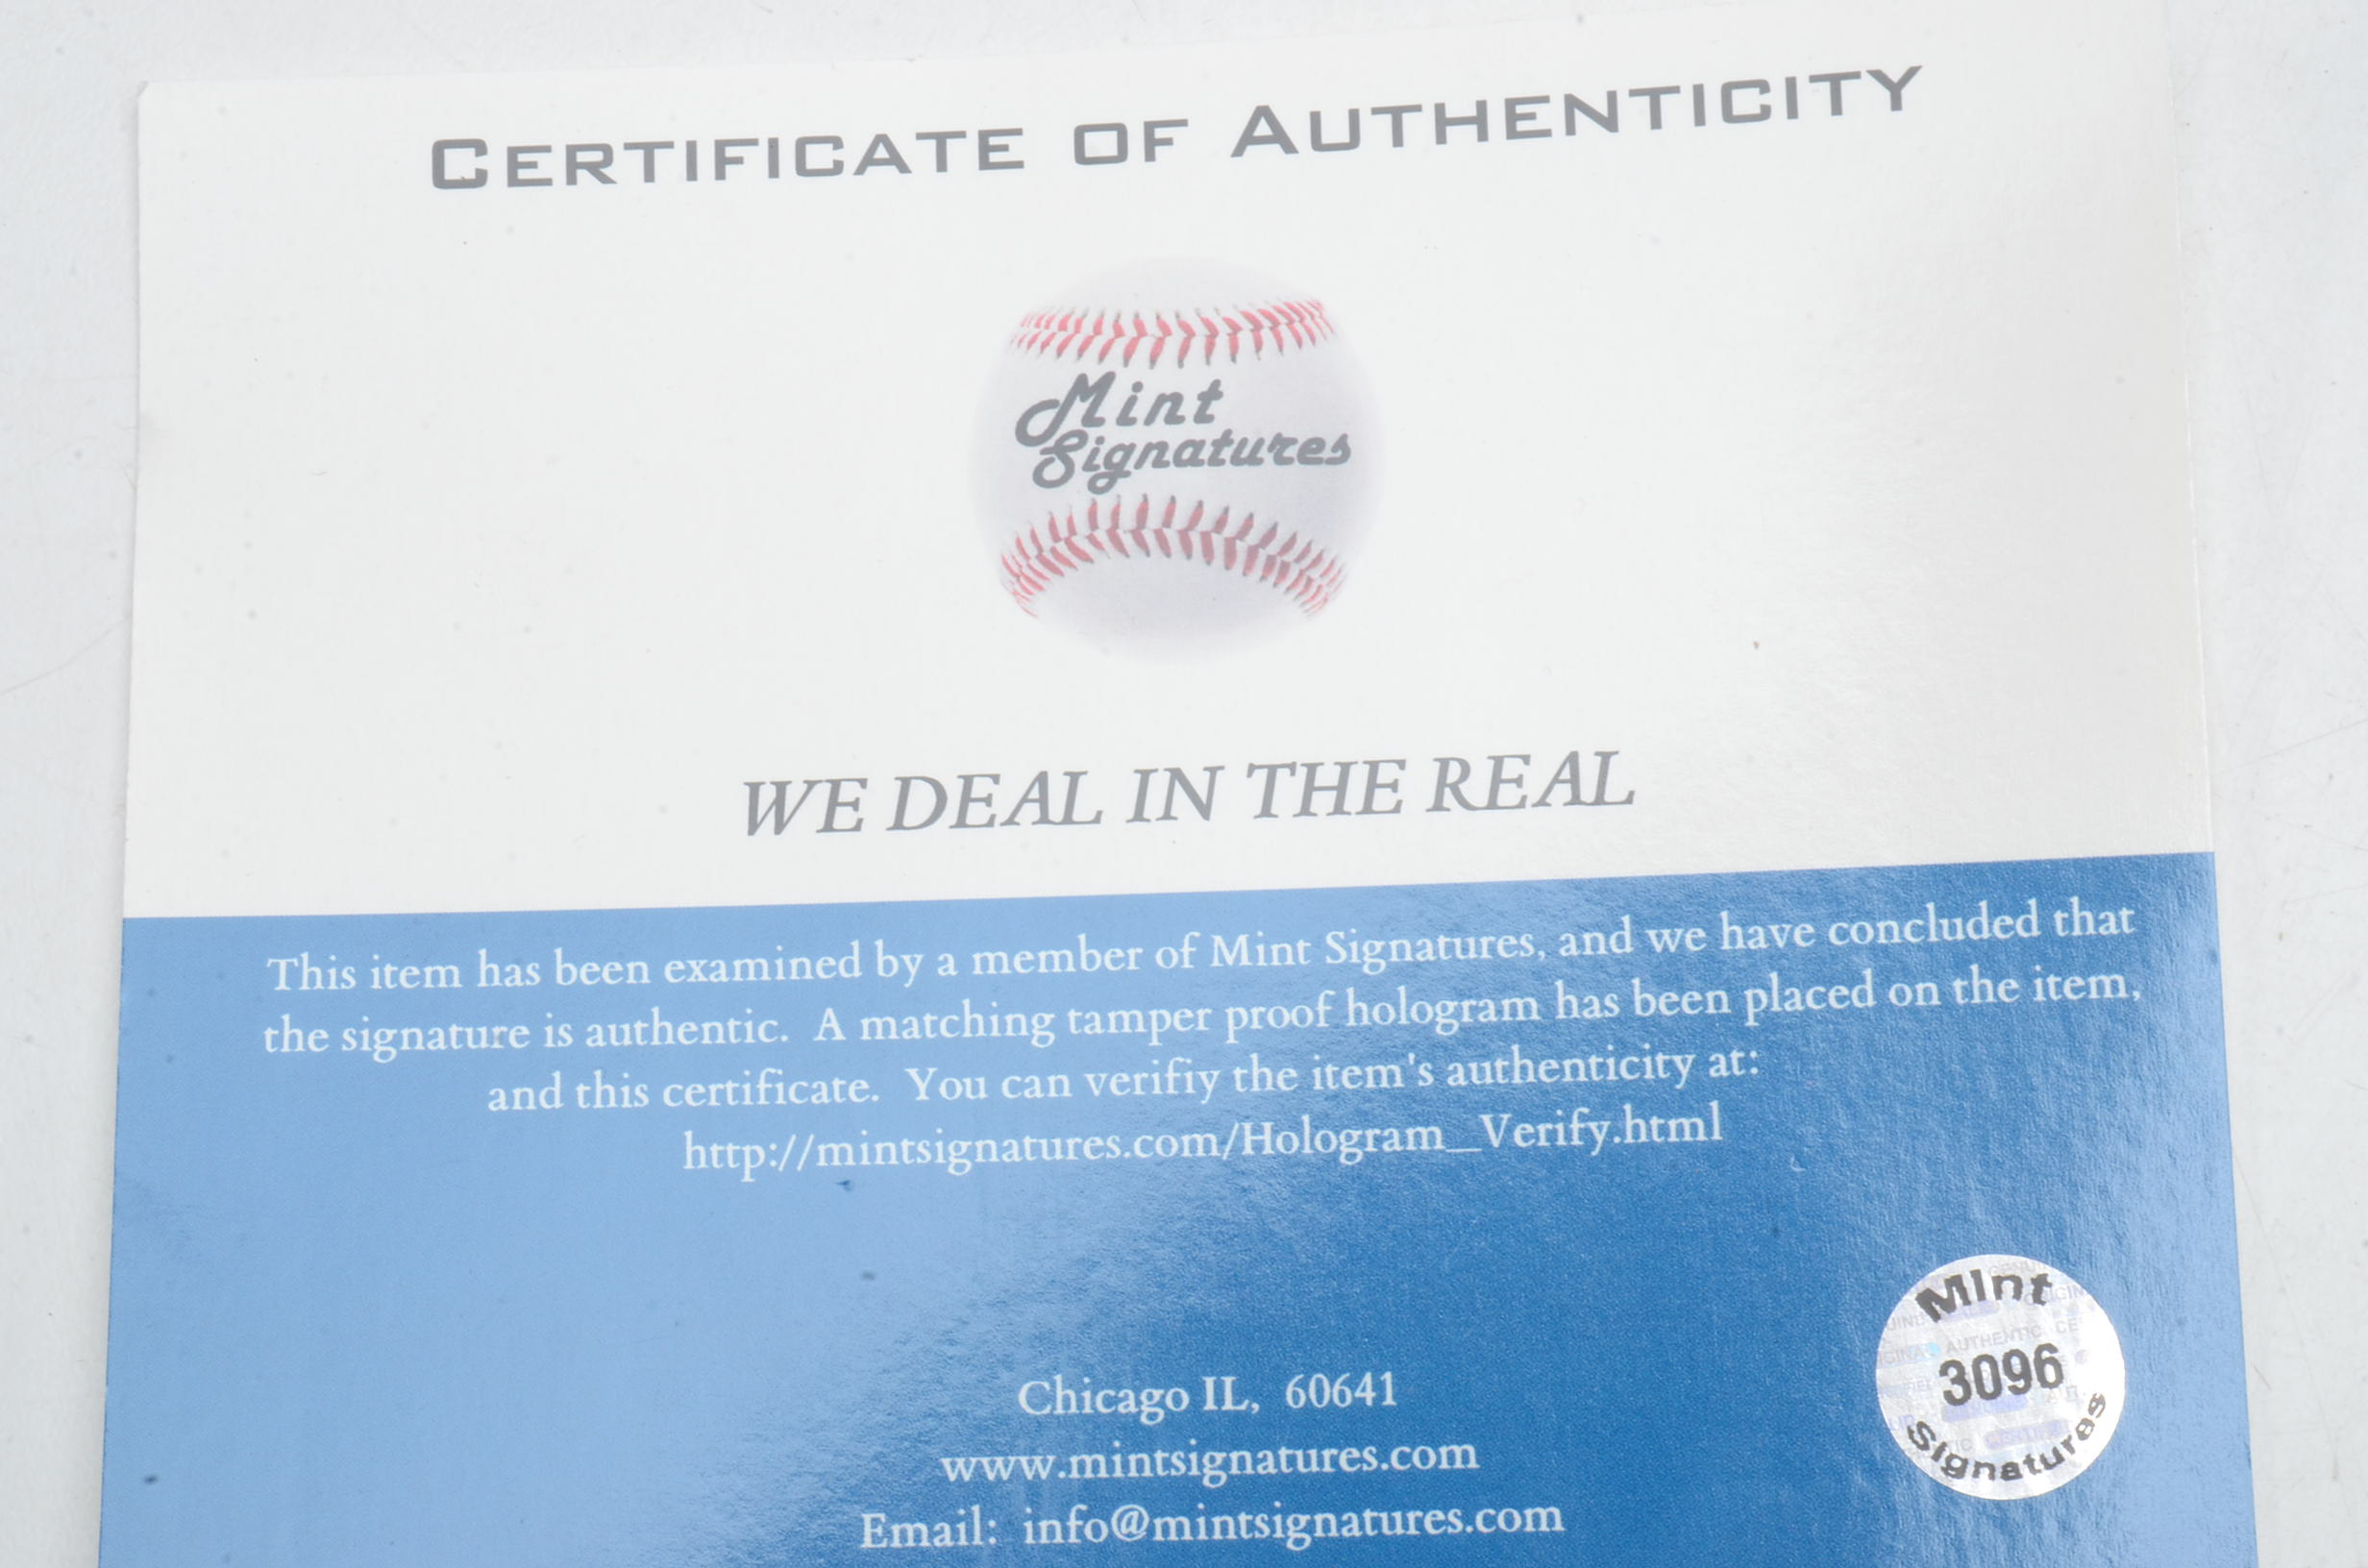 CERTIFICATE OF AUTHENTICITY
Mint
Signatures
WE DEAL IN THE REAL
This item has been examined by a member of Mint Signatures, and we have concluded that
the signature is authentic.  A matching tamper proof hologram has been placed on the item,
and this certificate.  You can verifiy the item's authenticity at:
http://mintsignatures.com/Hologram_Verify.html
Chicago IL,  60641
www.mintsignatures.com
Email:  info@mintsignatures.com
MInt
AUTHENTIC
3096
SIgnatures